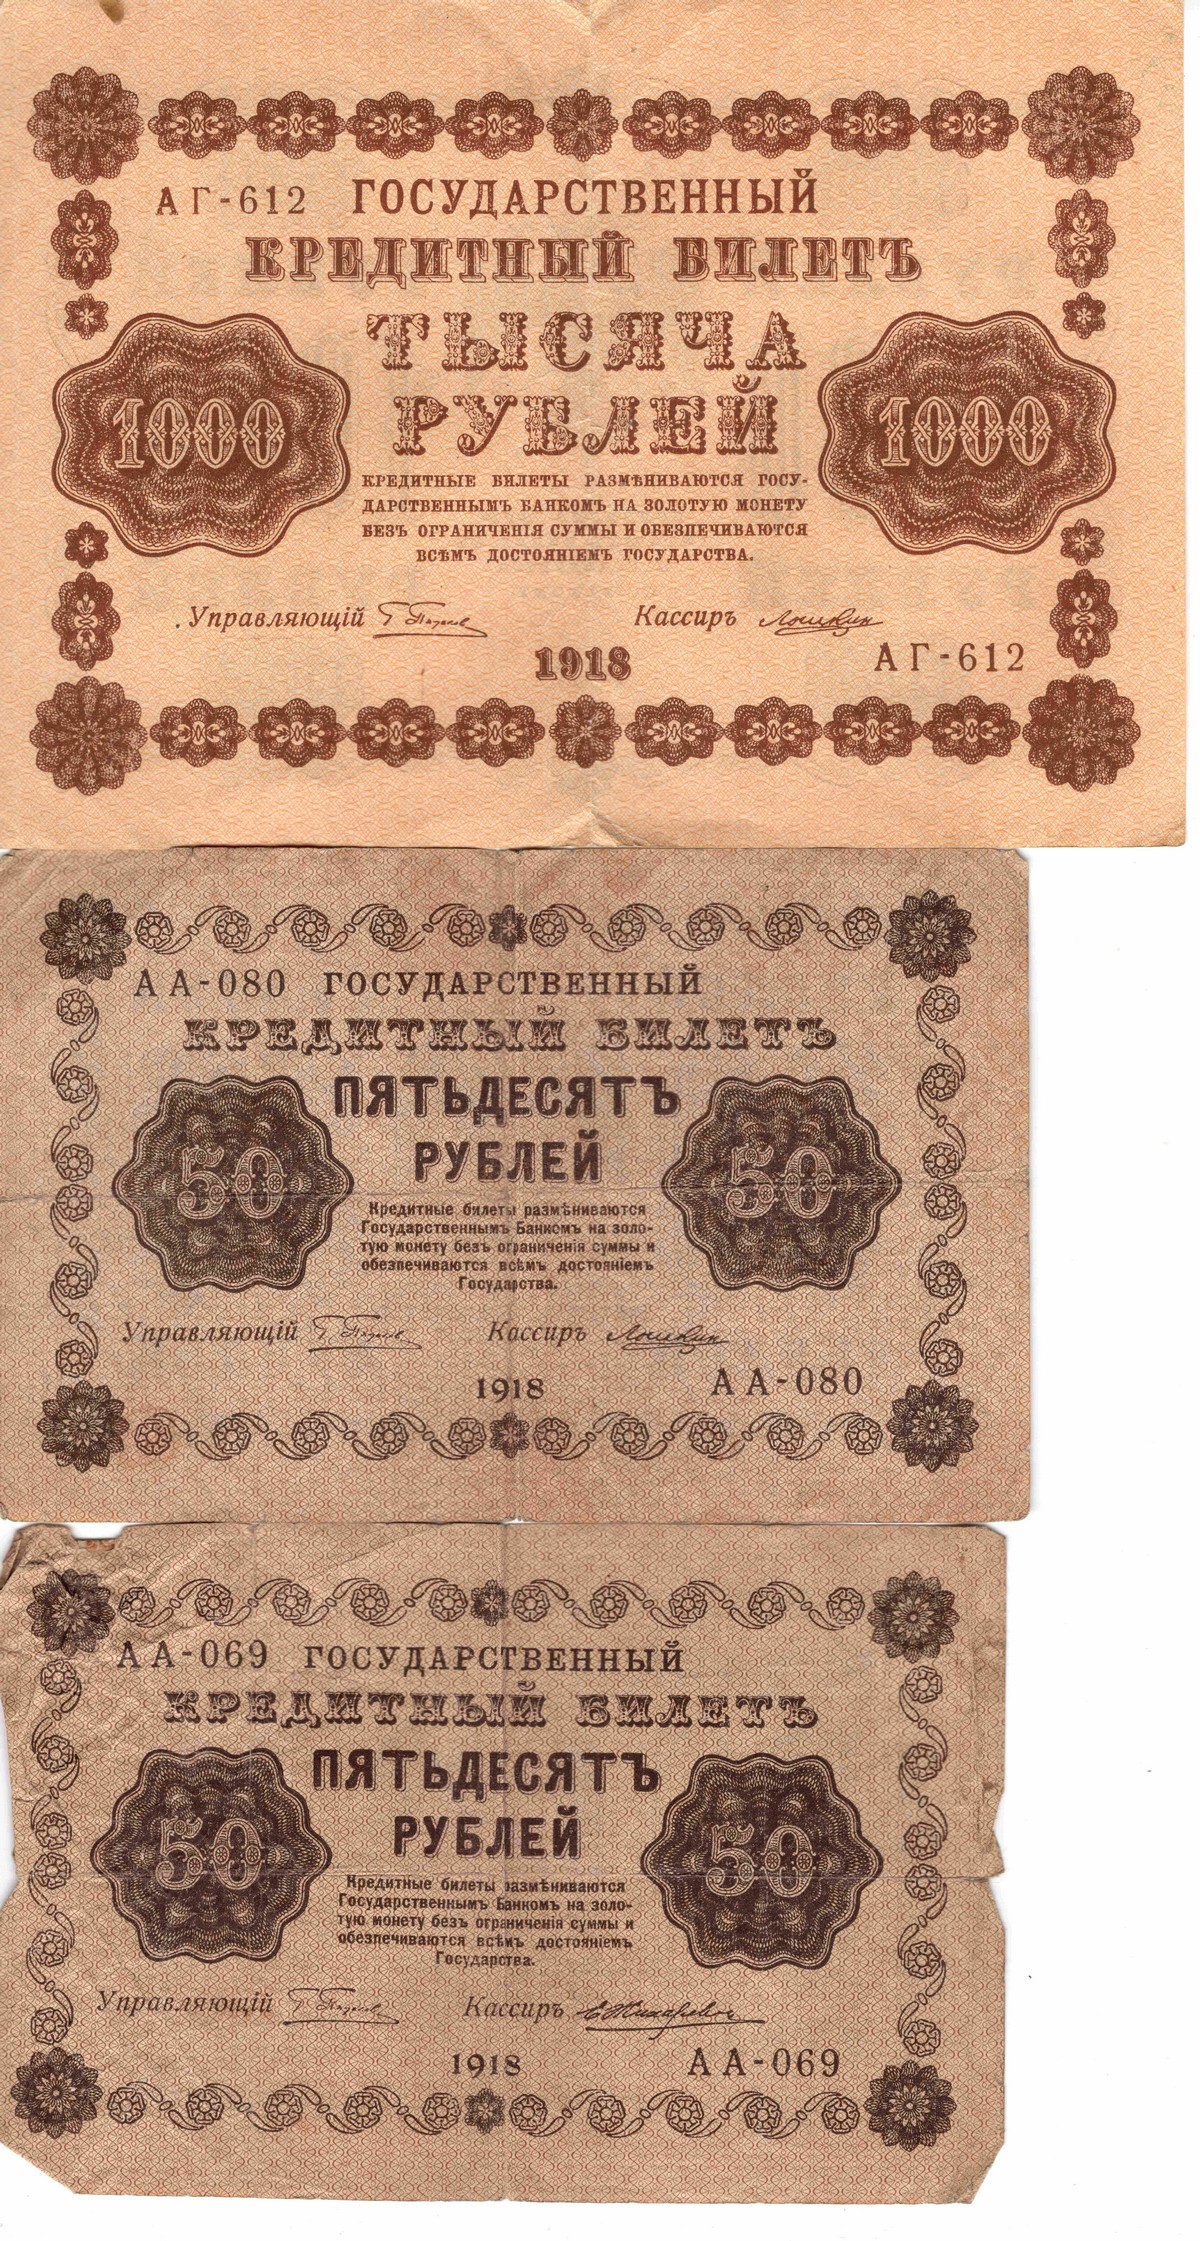 АГ-612 ГОСУДАРСТВЕННЫЙ
КРЕДИТНЫЙ БИЛЕТЪ
ТЫСЯЧА
РУБЛЕЙ
1000 1000
КРЕДИТНЫЕ БИЛЕТЫ РАЗМѢНИВАЮТСЯ ГОСУ-
ДАРСТВЕННЫМЪ БАНКОМЪ НА ЗОЛОТУЮ МОНЕТУ
БЕЗЪ ОГРАНИЧЕНІЯ СУММЫ И ОБЕЗПЕЧИВАЮТСЯ
ВСѢМЪ ДОСТОЯНІЕМЪ ГОСУДАРСТВА.
Управляющій Кассиръ
1918 АГ-612
АА-080 ГОСУДАРСТВЕННЫЙ
КРЕДИТНЫЙ БИЛЕТЪ
ПЯТЬДЕСЯТЪ
РУБЛЕЙ
50 50
Кредитные билеты размѣниваются
Государственнымъ Банкомъ на золо-
тую монету безъ ограниченія суммы и
обезпечиваются всѣмъ достояніемъ
Государства.
Управляющій Кассиръ
1918 АА-080
АА-069 ГОСУДАРСТВЕННЫЙ
КРЕДИТНЫЙ БИЛЕТЪ
ПЯТЬДЕСЯТЪ
РУБЛЕЙ
50 50
Кредитные билеты размѣниваются
Государственнымъ Банкомъ на золо-
тую монету безъ ограниченія суммы и
обезпечиваются всѣмъ достояніемъ
Государства.
Управляющій Кассиръ
1918 АА-069